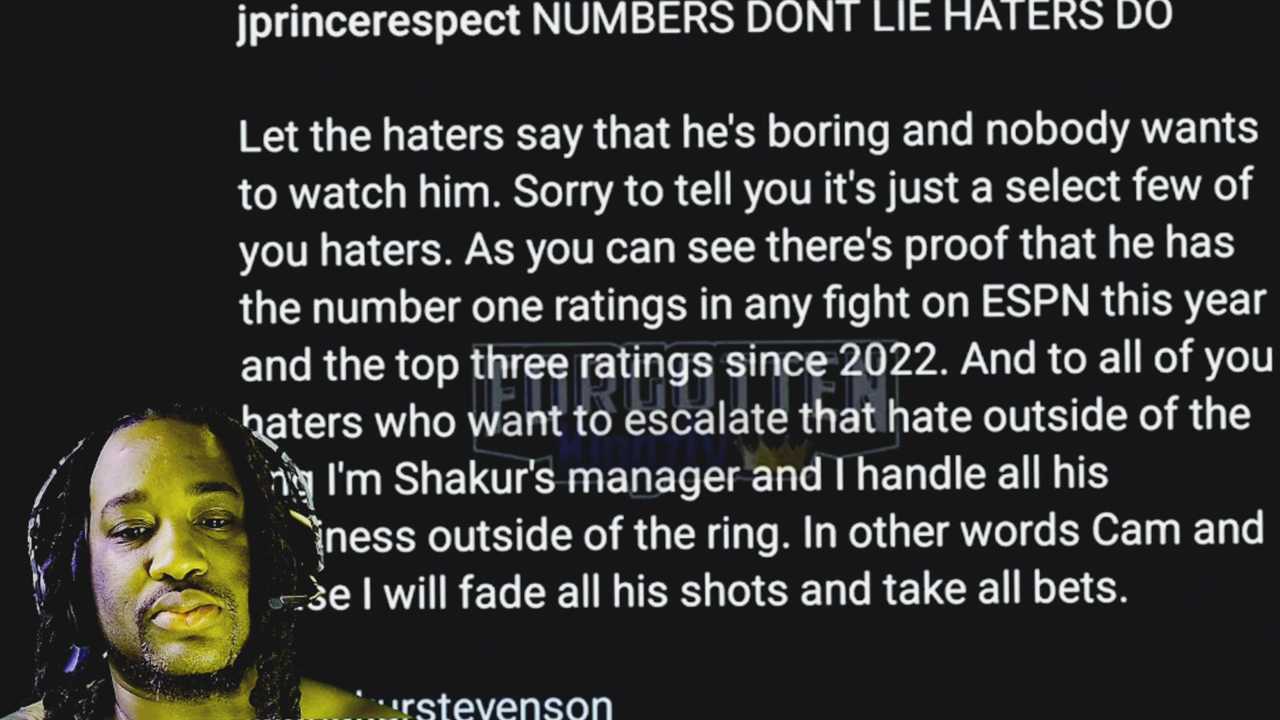 jprincerespect NUMBERS DONT LIE HATERS DO
Let the haters say that he's boring and nobody wants
to watch him. Sorry to tell you it's just a select few of
you haters. As you can see there's proof that he has
the number one ratings in any fight on ESPN this year
and the top three ratings since 2022. And to all of you
haters who want to escalate that hate outside of the
I'm Shakur's manager and I handle all his
outside of the ring. In other words Cam and
I will fade all his shots and take all bets.
FORGOTTEN